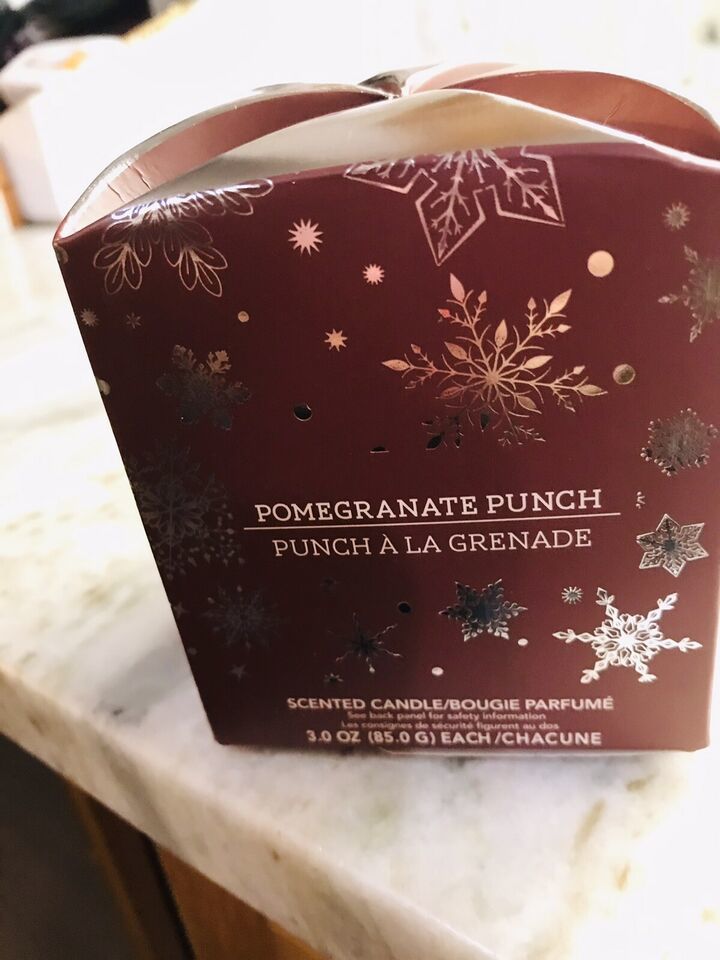 POMEGRANATE PUNCH
PUNCH À LA GRENADE
SCENTED CANDLE/BOUGIE PARFUMÉ
See back panel for safety information
Les consignes de sécurité figurent au dos
3.0 OZ (85.0 G) EACH/CHACUNE